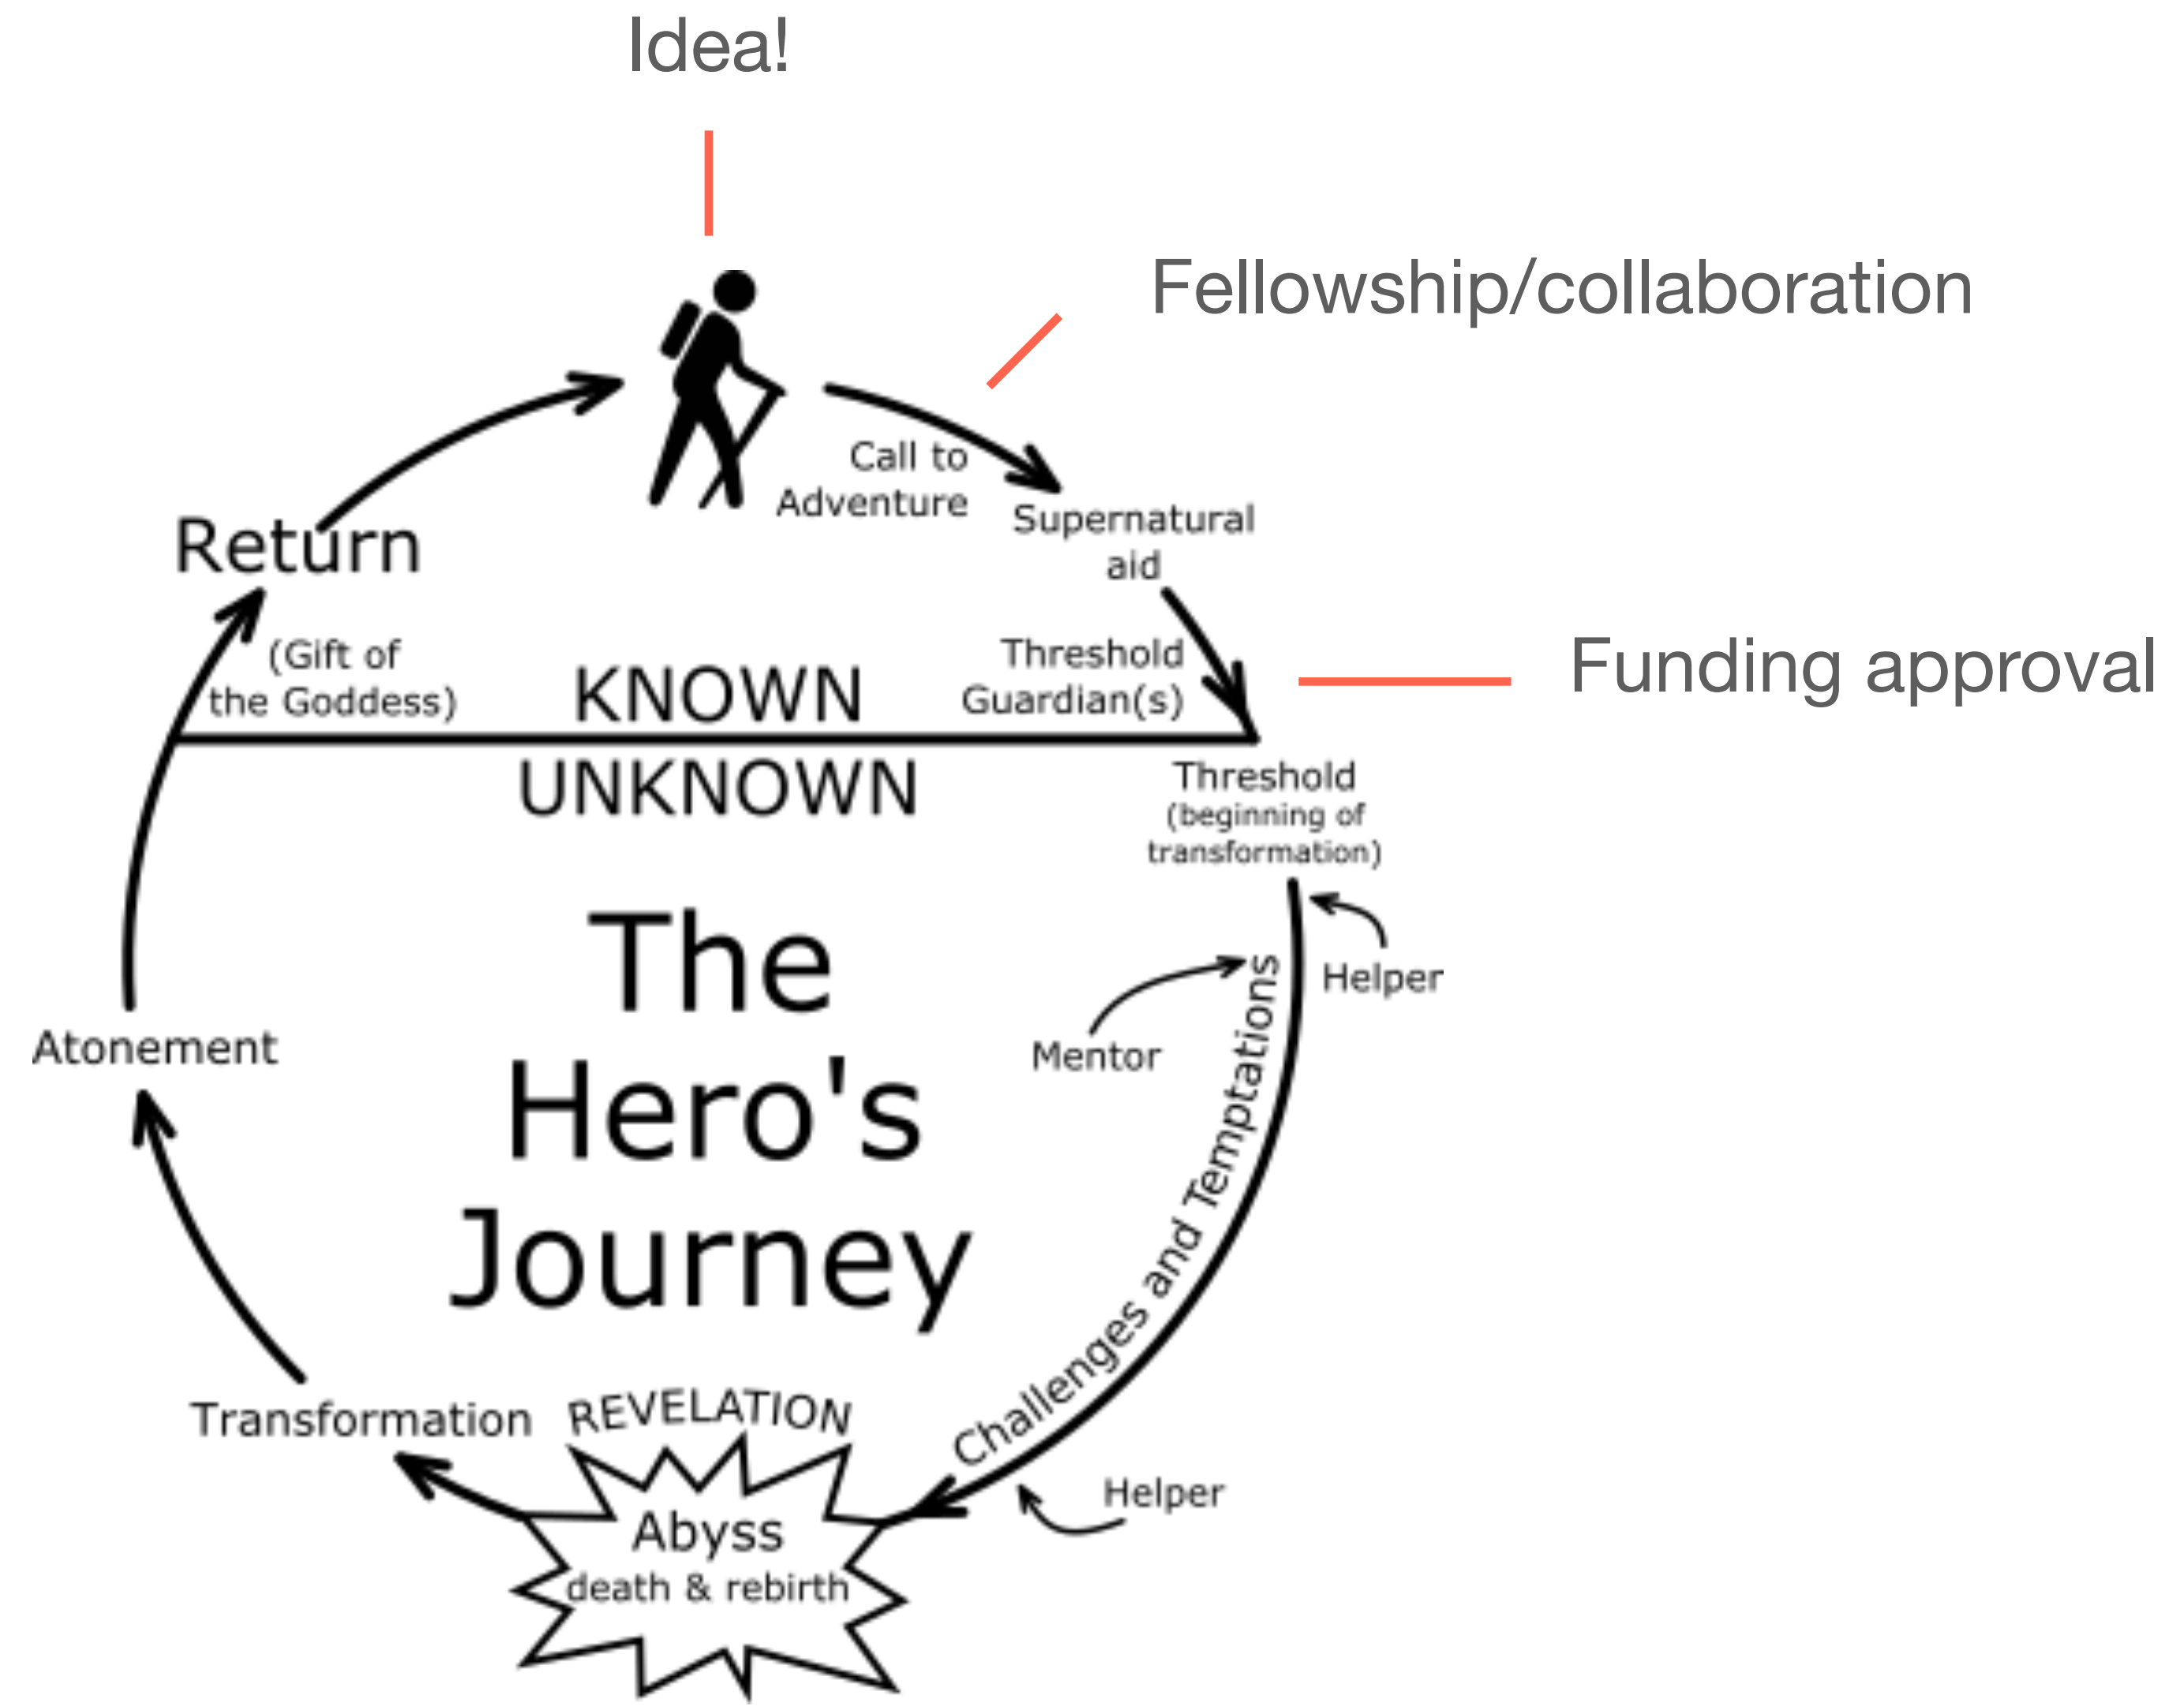 Idea!
Fellowship/collaboration
Call to
Adventure
Supernatural
aid
Return
(Gift of
the Goddess)
KNOWN
Threshold
Guardian(s)
Funding approval
UNKNOWN
Threshold
(beginning of
transformation)
The
Hero's
Journey
Helper
Mentor
Challenges and Temptations
Atonement
Transformation
REVELATION
Abyss
death & rebirth
Helper